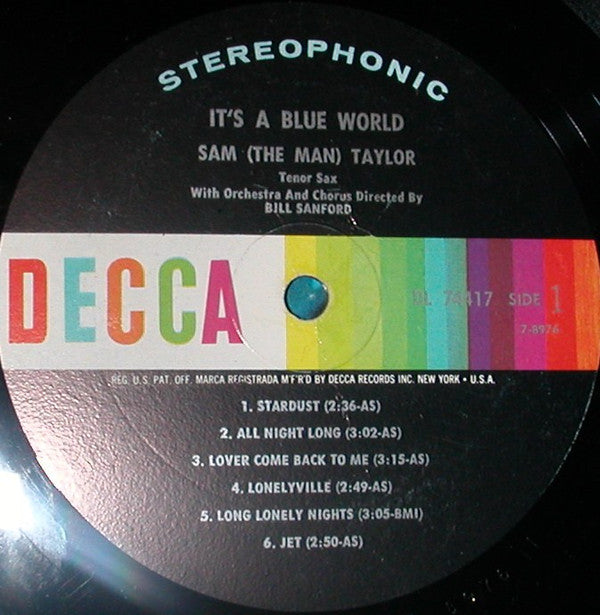 STEREOPHONIC
IT'S A BLUE WORLD
SAM (THE MAN) TAYLOR
Tenor Sax
With Orchestra And Chorus Directed By
BILL SANFORD
DECCA
DL 74417 SIDE 1
7-8976
REG. U.S. PAT. OFF. MARCA REGISTRADA M'F'R'D BY DECCA RECORDS INC. NEW YORK • U.S.A.
1. STARDUST (2:36-AS)
2. ALL NIGHT LONG (3:02-AS)
3. LOVER COME BACK TO ME (3:15-AS)
4. LONELYVILLE (2:49-AS)
5. LONG LONELY NIGHTS (3:05-BMI)
6. JET (2:50-AS)